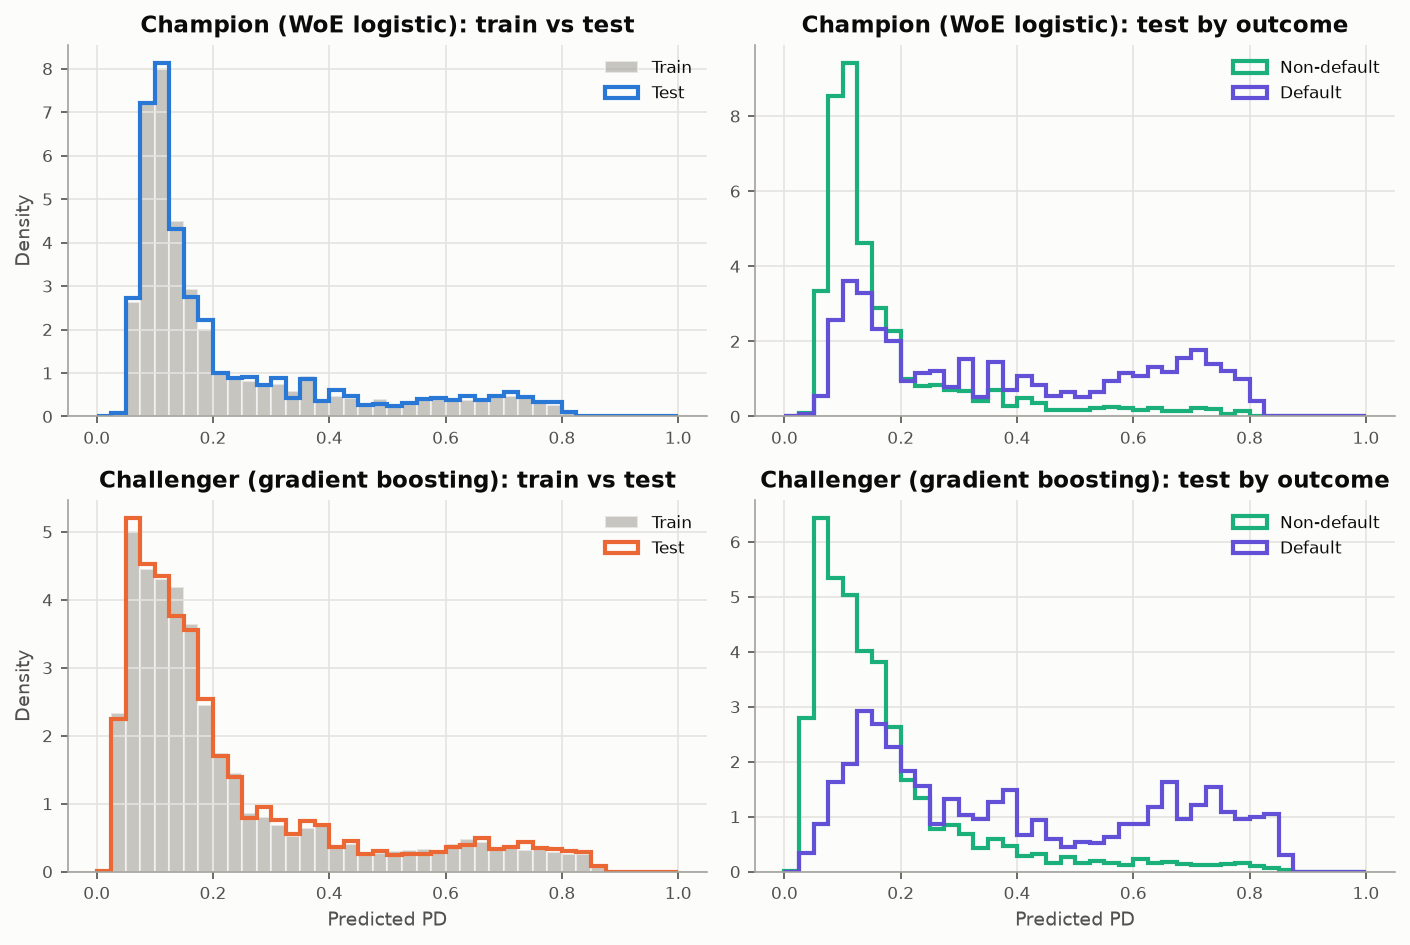 Champion (WoE logistic): train vs test
Train
Test
Density
8
7
6
5
4
3
2
1
0
0.0 0.2 0.4 0.6 0.8 1.0
Champion (WoE logistic): test by outcome
Non-default
Default
8
6
4
2
0
0.0 0.2 0.4 0.6 0.8 1.0
Challenger (gradient boosting): train vs test
Train
Test
Density
5
4
3
2
1
0
0.0 0.2 0.4 0.6 0.8 1.0
Predicted PD
Challenger (gradient boosting): test by outcome
Non-default
Default
6
5
4
3
2
1
0
0.0 0.2 0.4 0.6 0.8 1.0
Predicted PD